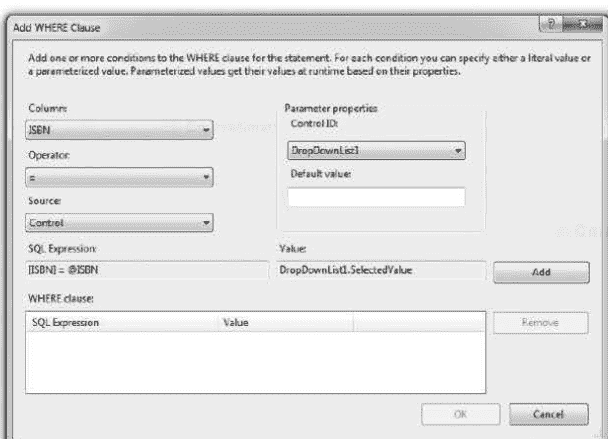 Add WHERE Clause
Add one or more conditions to the WHERE clause for the statement. For each condition you can specify either a literal value or
a parameterized value. Parameterized values get their values at runtime based on their properties.
Column:
ISBN
Operator:
=
Source:
Control
Parameter properties
Control ID:
DropDownList1
Default value:
SQL Expression:
[ISBN] = @ISBN
Value:
DropDownList1.SelectedValue
Add
WHERE clause:
SQL Expression Value
Remove
OK Cancel